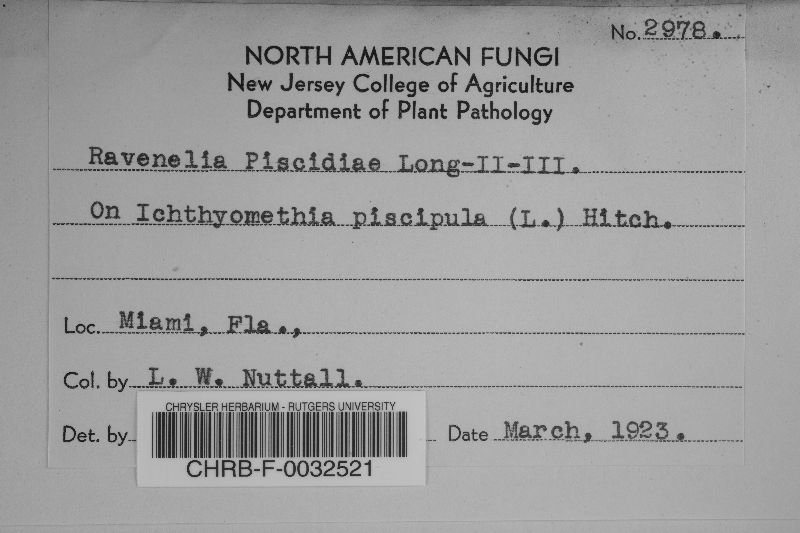 No. 2978.
NORTH AMERICAN FUNGI
New Jersey College of Agriculture
Department of Plant Pathology
Ravenelia Piscidiae Long-II-III.
On Ichthyomethia piscipula (L.) Hitch.
Loc. Miami, Fla.,
Col. by L. W. Nuttall.
Det. by
Date March, 1923.
CHRYSLER HERBARIUM - RUTGERS UNIVERSITY
CHRB-F-0032521